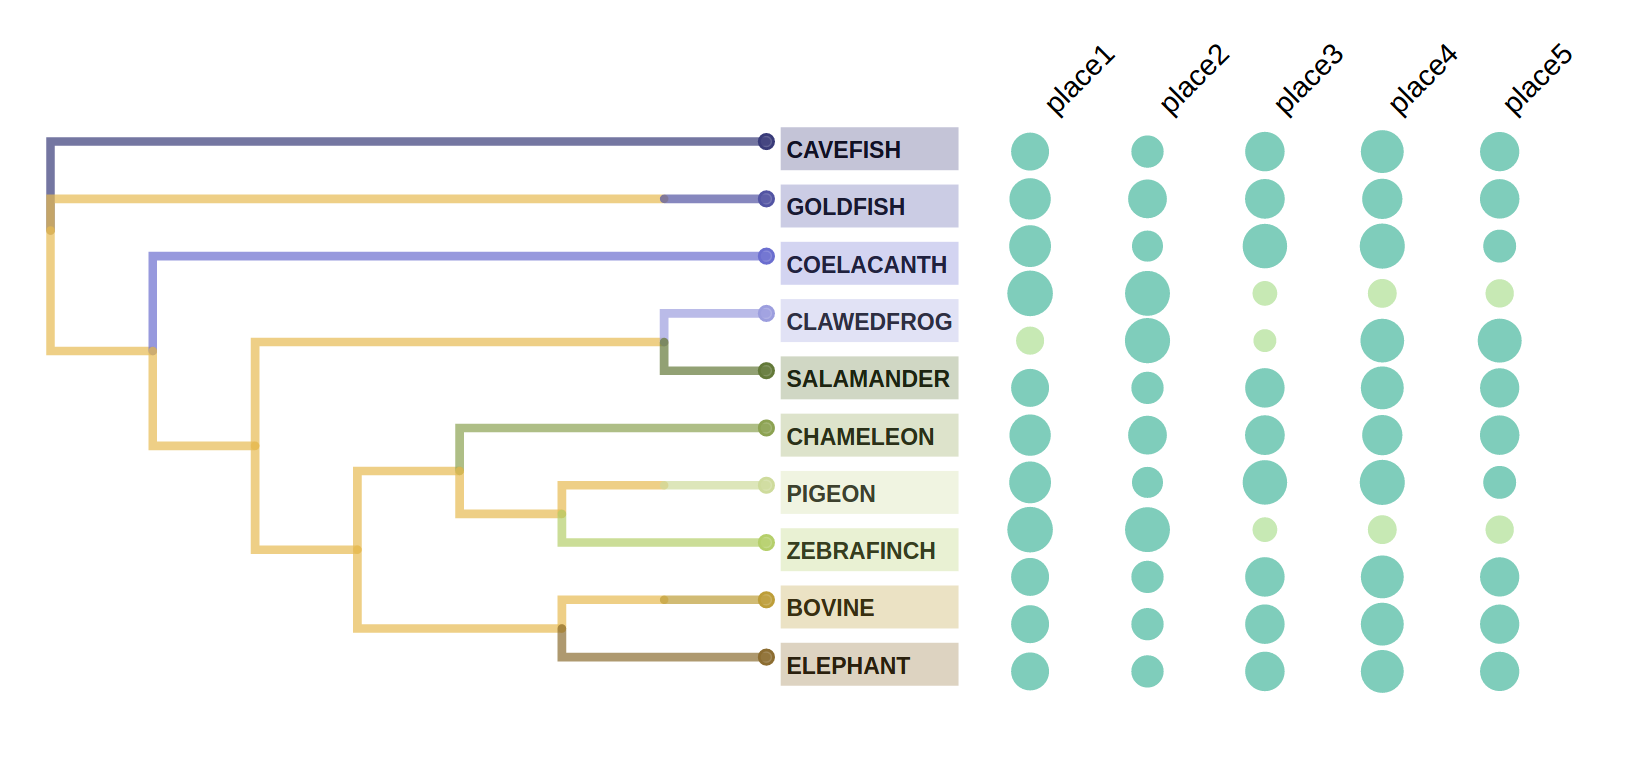 place1 place2 place3 place4 place5
CAVEFISH
GOLDFISH
COELACANTH
CLAWEDFROG
SALAMANDER
CHAMELEON
PIGEON
ZEBRAFINCH
BOVINE
ELEPHANT